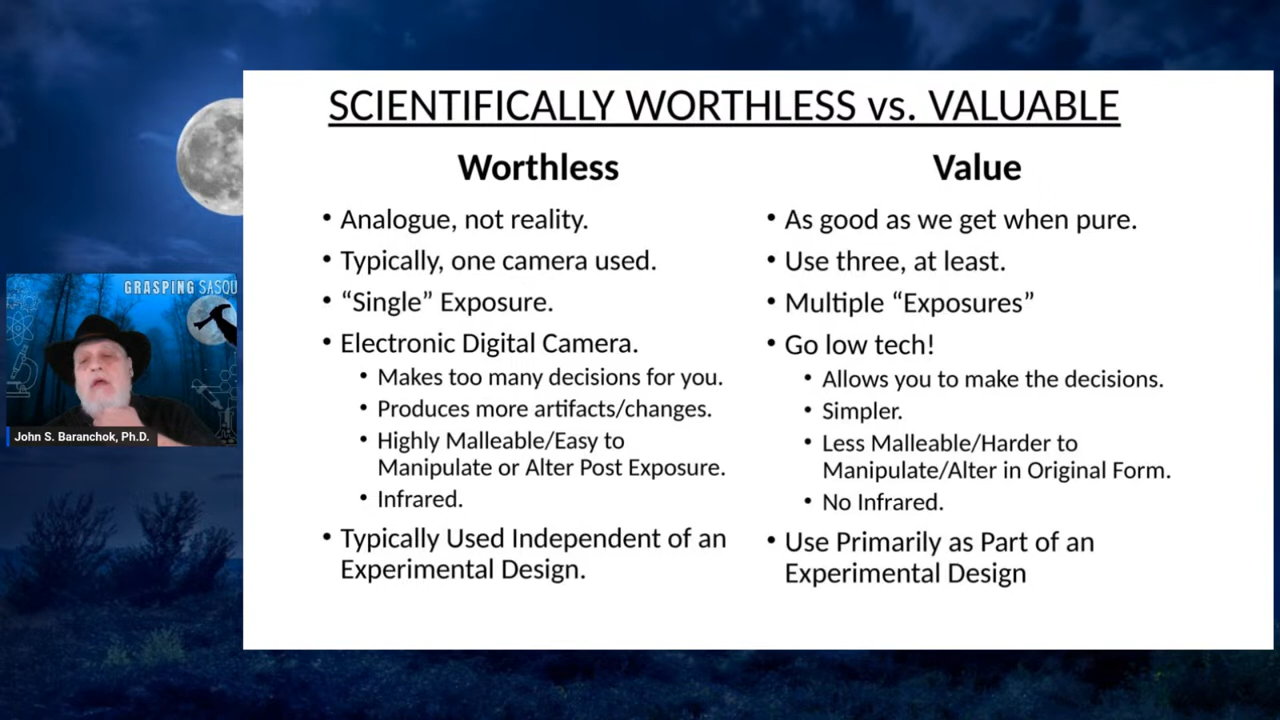 SCIENTIFICALLY WORTHLESS vs. VALUABLE
Worthless
• Analogue, not reality.
• Typically, one camera used.
• “Single” Exposure.
• Electronic Digital Camera.
• Makes too many decisions for you.
• Produces more artifacts/changes.
• Highly Malleable/Easy to
Manipulate or Alter Post Exposure.
• Infrared.
• Typically Used Independent of an
Experimental Design.
Value
• As good as we get when pure.
• Use three, at least.
• Multiple “Exposures”
• Go low tech!
• Allows you to make the decisions.
• Simpler.
• Less Malleable/Harder to
Manipulate/Alter in Original Form.
• No Infrared.
• Use Primarily as Part of an
Experimental Design
GRASPING SASQU
John S. Baranchok, Ph.D.